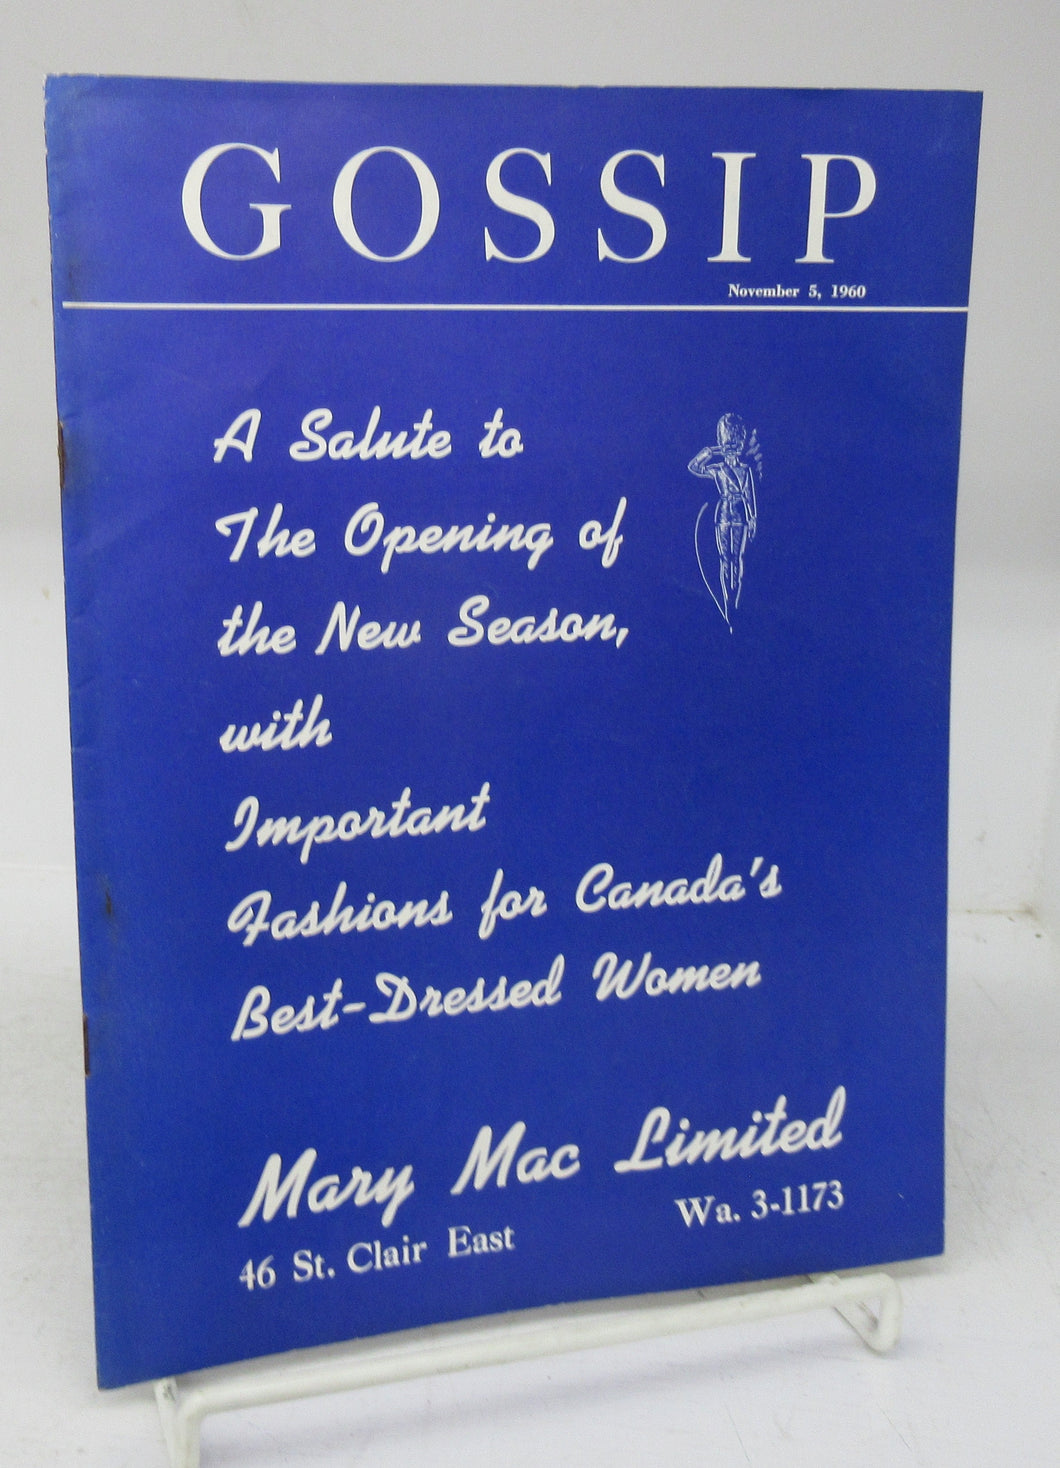 GOSSIP
November 5, 1960
A Salute to
The Opening of
the New Season,
with
Important
Fashions for Canada's
Best-Dressed Women
Mary Mac Limited
46 St. Clair East Wa. 3-1173